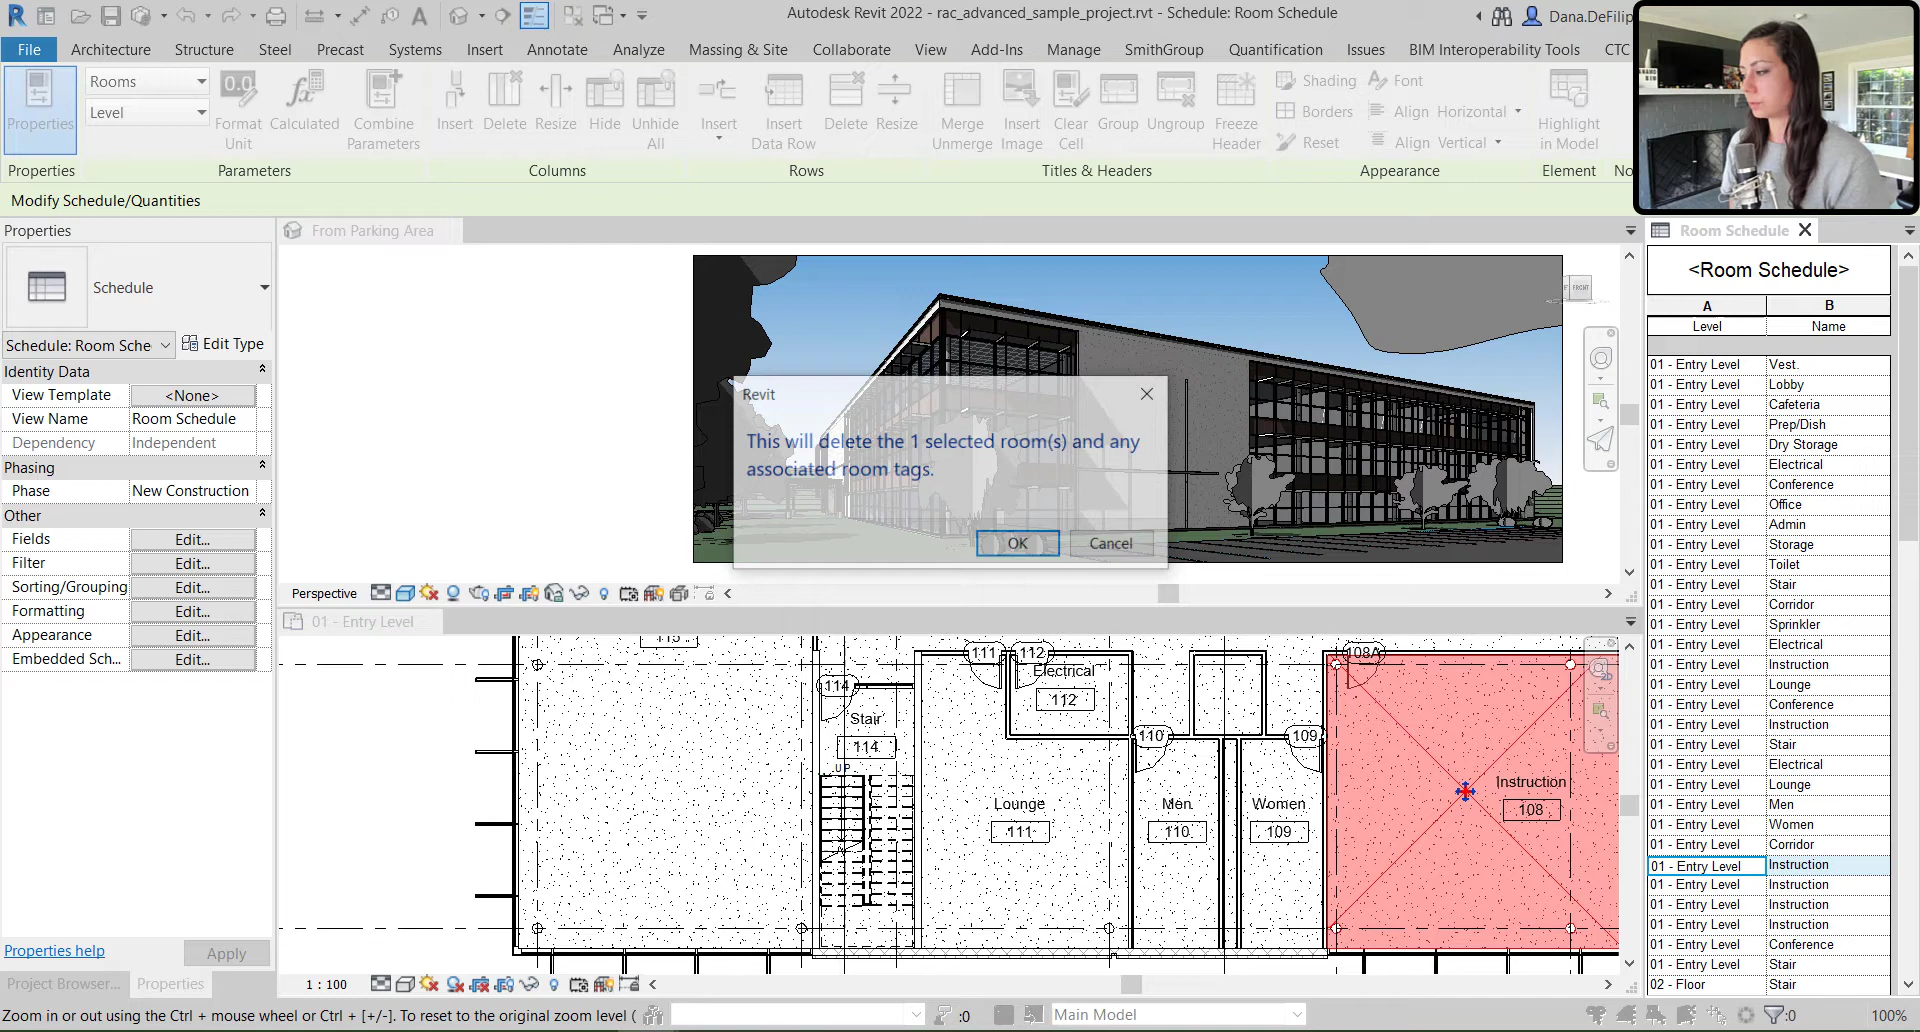 Autodesk Revit 2022 - rac_advanced_sample_project.rvt - Schedule: Room Schedule
Dana.DeFilip
File Architecture Structure Steel Precast Systems Insert Annotate Analyze Massing & Site Collaborate View Add-Ins Manage SmithGroup Quantification Issues BIM Interoperability Tools CTC
Properties
Rooms
Level
Format Unit
Calculated
Combine Parameters
Insert
Delete
Resize
Hide
Unhide All
Insert
Insert Data Row
Delete
Resize
Merge Unmerge
Insert Image
Clear Cell
Group
Ungroup
Freeze Header
Shading
Borders
Reset
Font
Align Horizontal
Align Vertical
Highlight in Model
Properties Parameters Columns Rows Titles & Headers Appearance Element No
Modify Schedule/Quantities
Properties
Schedule
Schedule: Room Sche
Edit Type
Identity Data
View Template <None>
View Name Room Schedule
Dependency Independent
Phasing
Phase New Construction
Other
Fields Edit...
Filter Edit...
Sorting/Grouping Edit...
Formatting Edit...
Appearance Edit...
Embedded Sch... Edit...
Properties help
Apply
Project Browser... Properties
From Parking Area
FRONT
Revit
This will delete the 1 selected room(s) and any
associated room tags.
OK Cancel
Perspective
01 - Entry Level
115
111 112 108A
Electrical
112
114
Stair
114
UP
110 109
Lounge
111
Men
110
Women
109
Instruction
108
2D
1 : 100
Room Schedule
<Room Schedule>
A B
Level Name
01 - Entry Level Vest.
01 - Entry Level Lobby
01 - Entry Level Cafeteria
01 - Entry Level Prep/Dish
01 - Entry Level Dry Storage
01 - Entry Level Electrical
01 - Entry Level Conference
01 - Entry Level Office
01 - Entry Level Admin
01 - Entry Level Storage
01 - Entry Level Toilet
01 - Entry Level Stair
01 - Entry Level Corridor
01 - Entry Level Sprinkler
01 - Entry Level Electrical
01 - Entry Level Instruction
01 - Entry Level Lounge
01 - Entry Level Conference
01 - Entry Level Instruction
01 - Entry Level Stair
01 - Entry Level Electrical
01 - Entry Level Lounge
01 - Entry Level Men
01 - Entry Level Women
01 - Entry Level Corridor
01 - Entry Level Instruction
01 - Entry Level Instruction
01 - Entry Level Instruction
01 - Entry Level Instruction
01 - Entry Level Conference
01 - Entry Level Stair
02 - Floor Stair
Zoom in or out using the Ctrl + mouse wheel or Ctrl + [+/-]. To reset to the original zoom level (
:0
Main Model
:0
100%